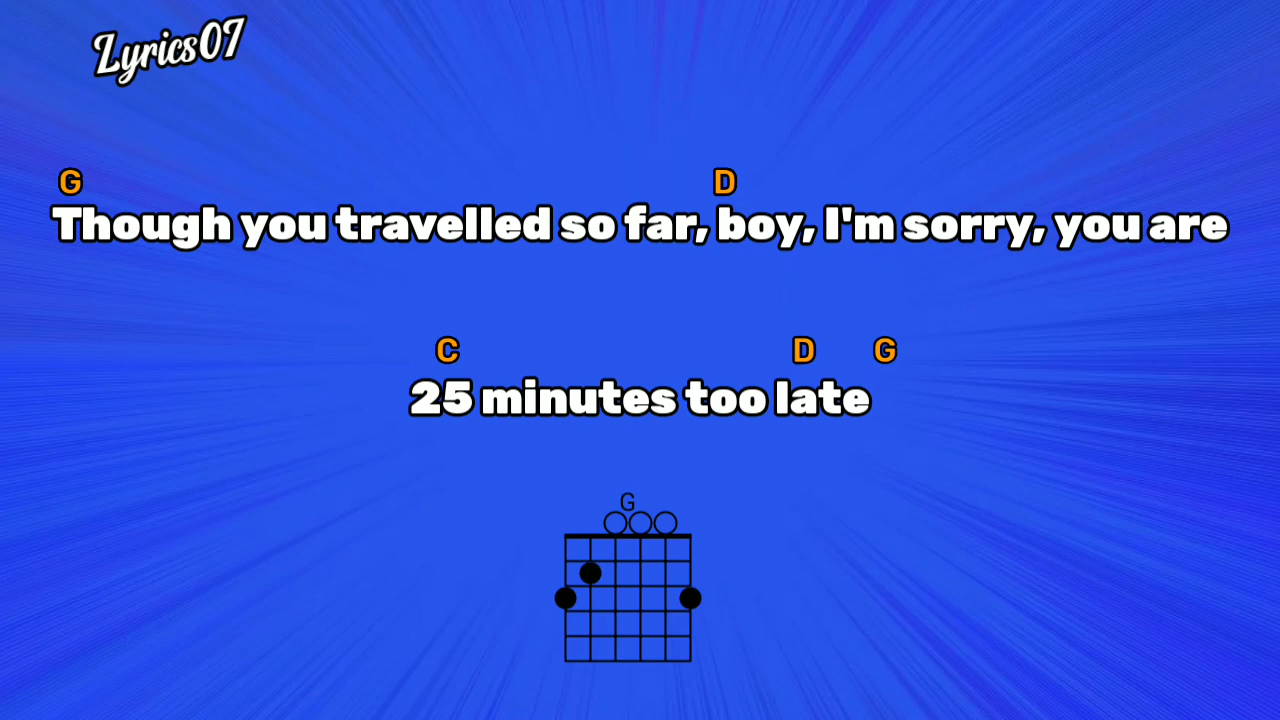 Lyrics07
G D
Though you travelled so far, boy, I'm sorry, you are
C D G
25 minutes too late
G